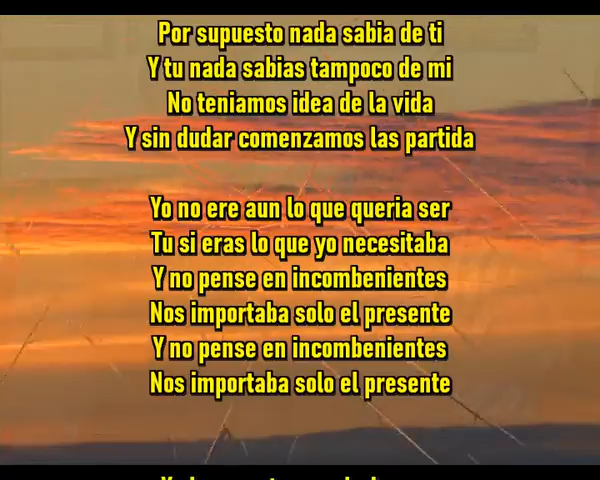 Por supuesto nada sabia de ti
Y tu nada sabias tampoco de mi
No teniamos idea de la vida
Y sin dudar comenzamos las partida
Yo no ere aun lo que queria ser
Tu si eras lo que yo necesitaba
Y no pense en incombenientes
Nos importaba solo el presente
Y no pense en incombenientes
Nos importaba solo el presente